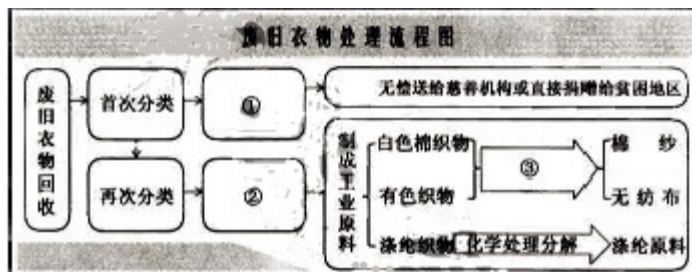 废旧衣物处理流程图
废旧衣物回收
首次分类
①
无偿送给慈善机构或直接捐赠给贫困地区
再次分类
②
制成工业原料
白色棉织物
有色织物
涤纶织物
③
化学处理分解
棉纱
无纺布
涤纶原料